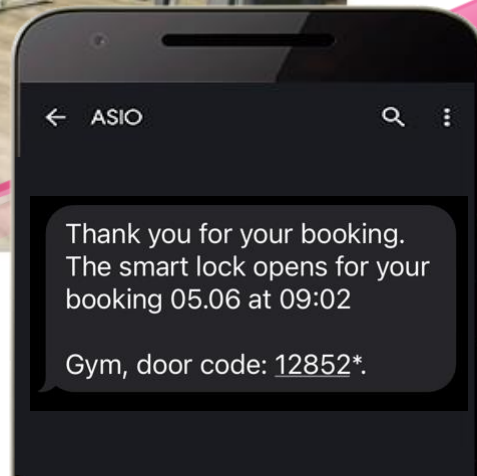 ASIO
Thank you for your booking.
The smart lock opens for your
booking 05.06 at 09:02
Gym, door code: 12852*.